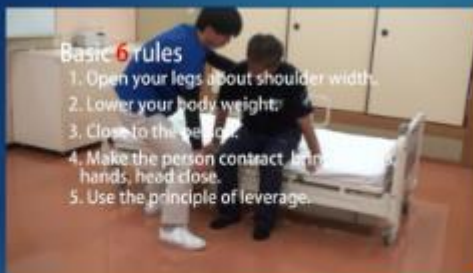 Basic 6 rules
1. Open your legs about shoulder width.
2. Lower your body weight.
3. Close to the person.
4. Make the person contract,
hands, head close.
5. Use the principle of leverage.